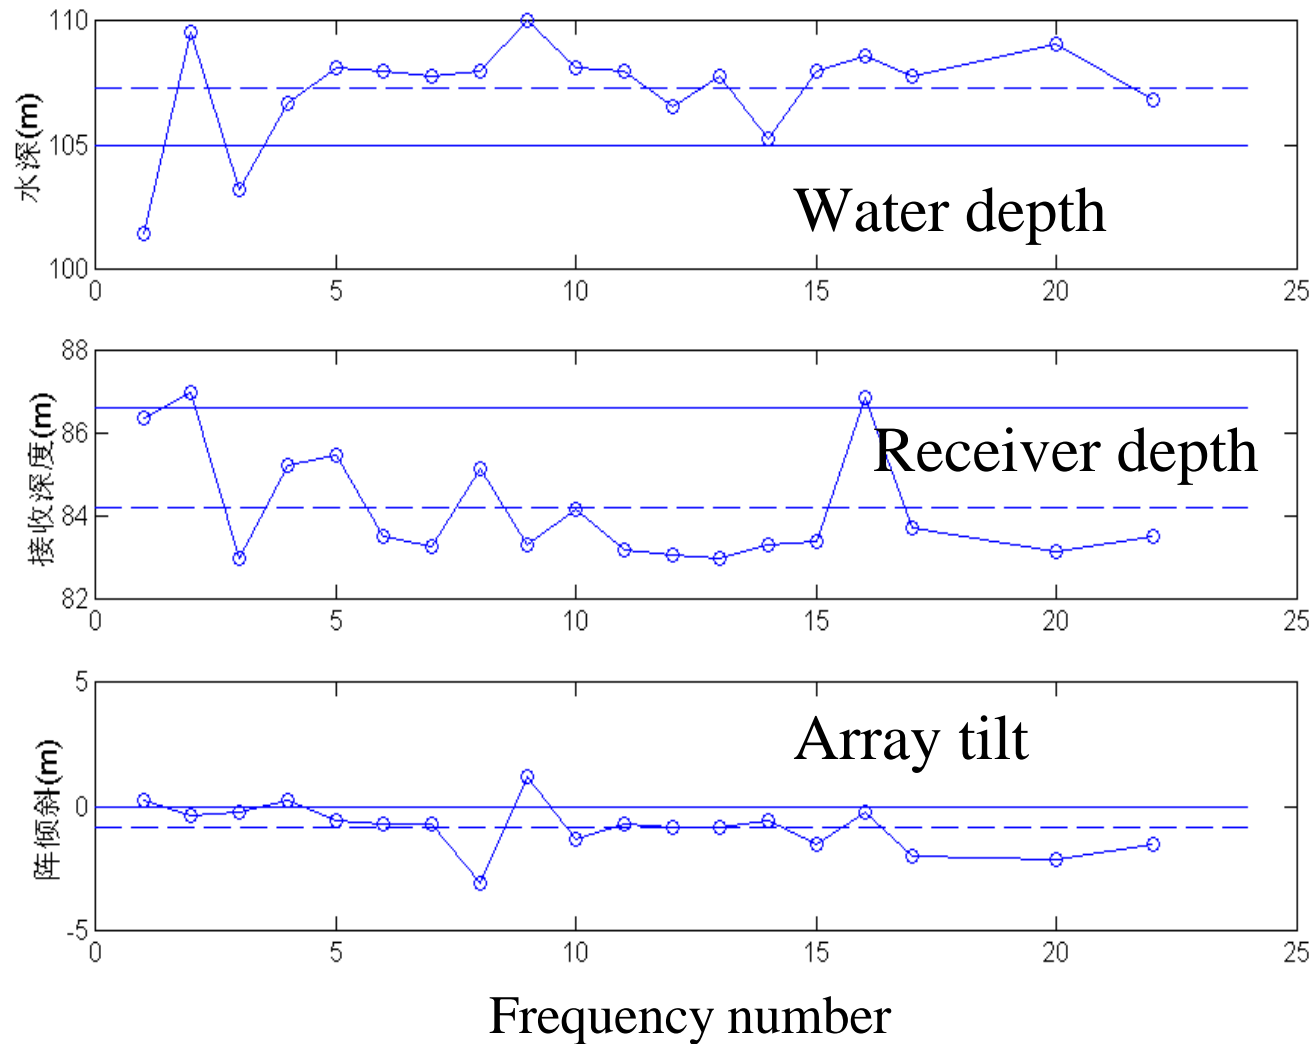 110
105
100
水深(m)
Water depth
0 5 10 15 20 25
88
86
84
82
接收深度(m)
Receiver depth
0 5 10 15 20 25
5
0
-5
阵倾斜(m)
Array tilt
0 5 10 15 20 25
Frequency number